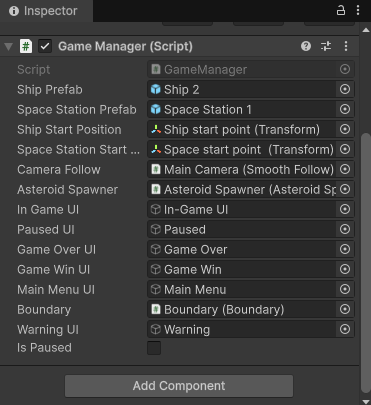 Inspector
# Game Manager (Script)
Script # GameManager
Ship Prefab Ship 2
Space Station Prefab Space Station 1
Ship Start Position Ship start point (Transform)
Space Station Start ... Space start point (Transform)
Camera Follow # Main Camera (Smooth Follow)
Asteroid Spawner # Asteroid Spawner (Asteroid Sp
In Game UI In-Game UI
Paused UI Paused
Game Over UI Game Over
Game Win UI Game Win
Main Menu UI Main Menu
Boundary # Boundary (Boundary)
Warning UI Warning
Is Paused
Add Component